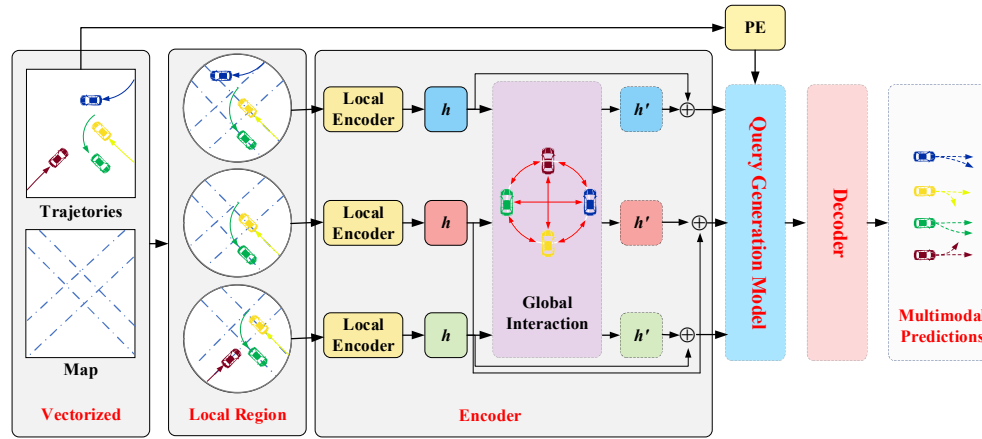 PE
Trajetories
Map
Vectorized
Local Region
Local
Encoder
h
h′
Local
Encoder
h
h′
Local
Encoder
h
h′
Global
Interaction
Encoder
Query Generation Model
Decoder
Multimodal
Predictions